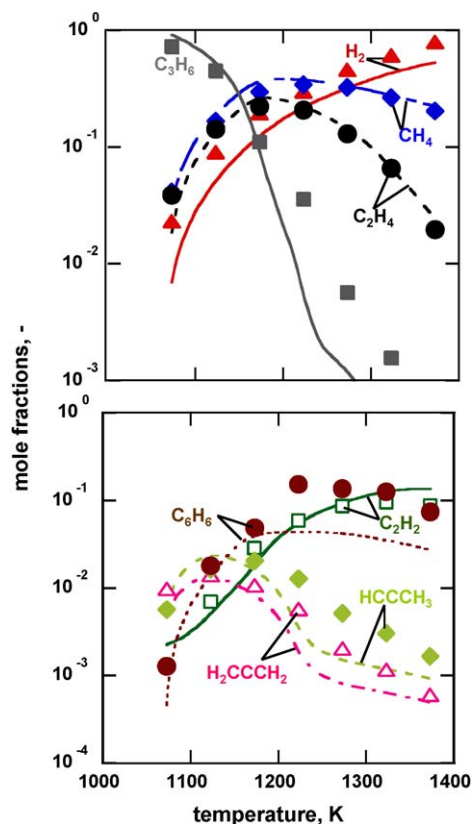 10⁰
C₃H₆
H₂
10⁻¹
CH₄
C₂H₄
10⁻²
10⁻³
mole fractions, -
10⁰
10⁻¹
C₆H₆
C₂H₂
10⁻²
HCCCH₃
H₂CCCH₂
10⁻³
10⁻⁴
1000 1100 1200 1300 1400
temperature, K